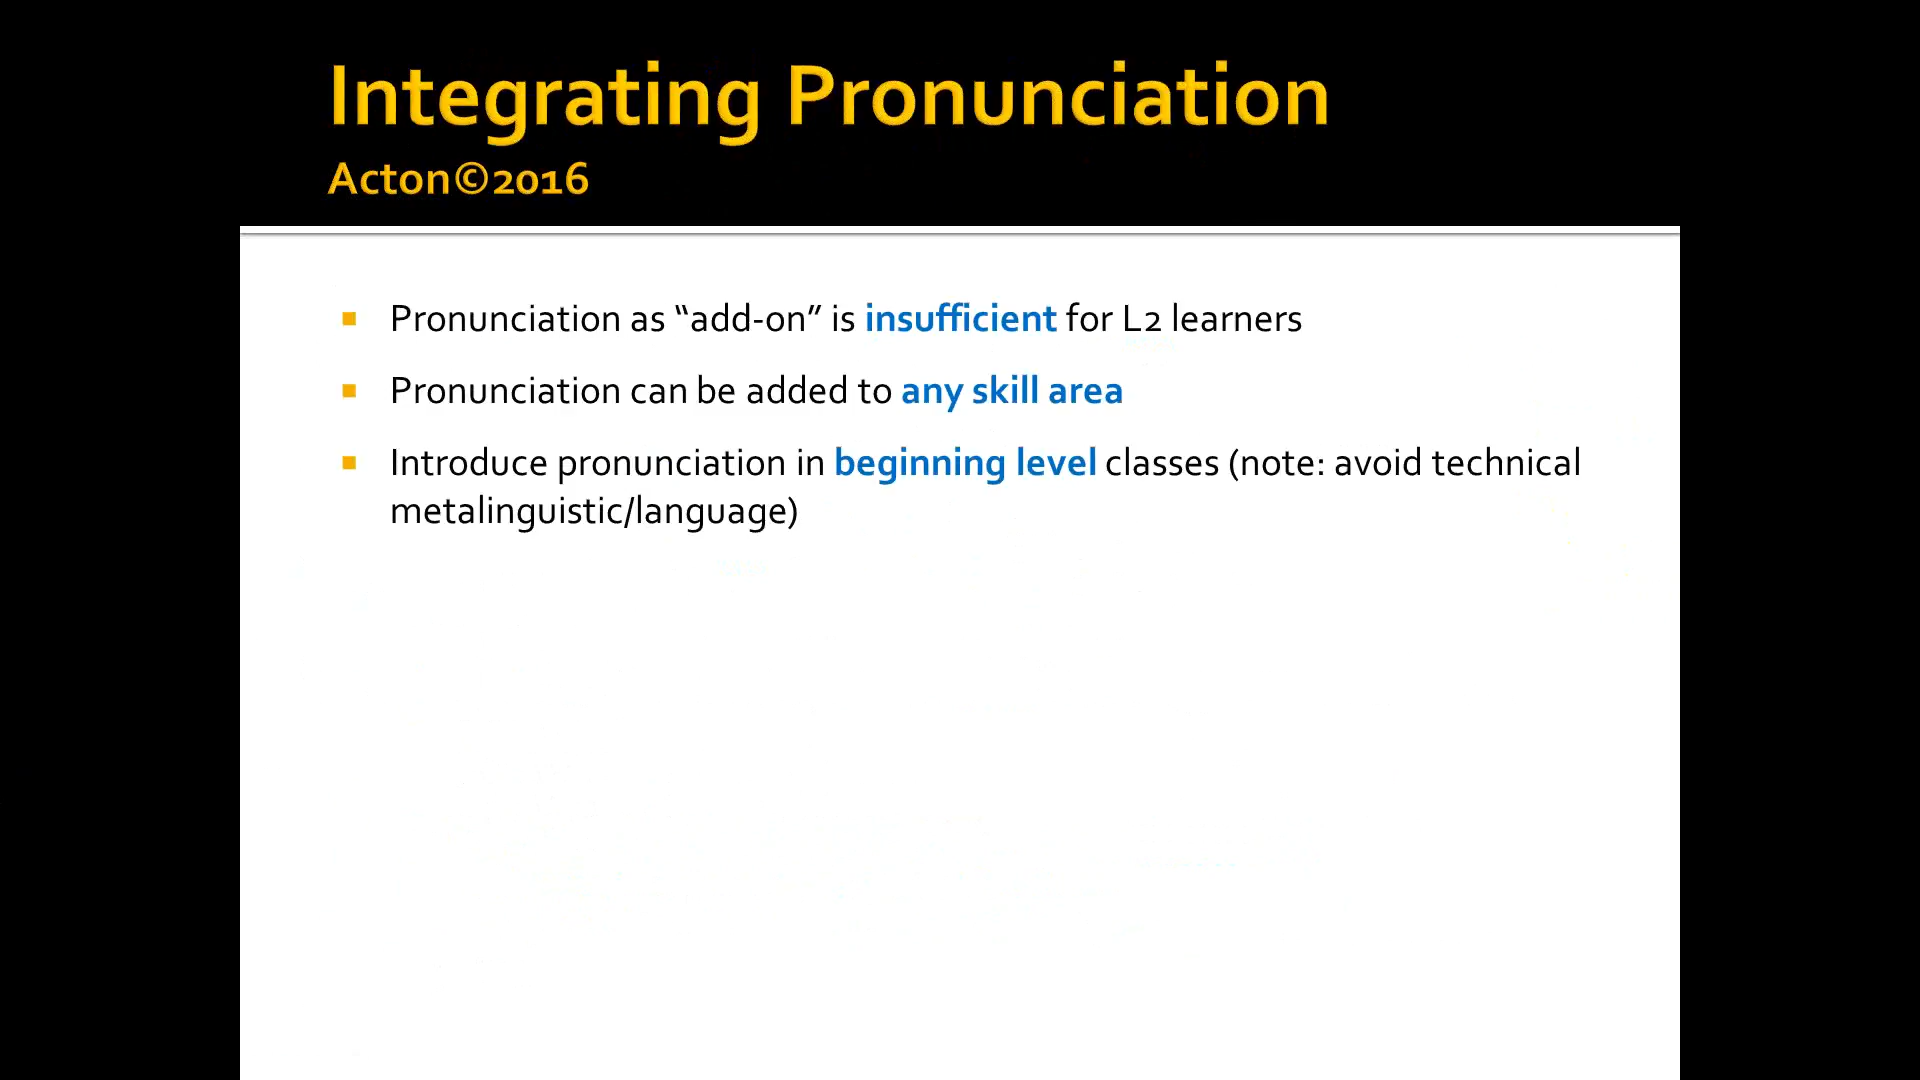 Integrating Pronunciation
Acton©2016
Pronunciation as “add-on” is insufficient for L2 learners
Pronunciation can be added to any skill area
Introduce pronunciation in beginning level classes (note: avoid technical
metalinguistic/language)